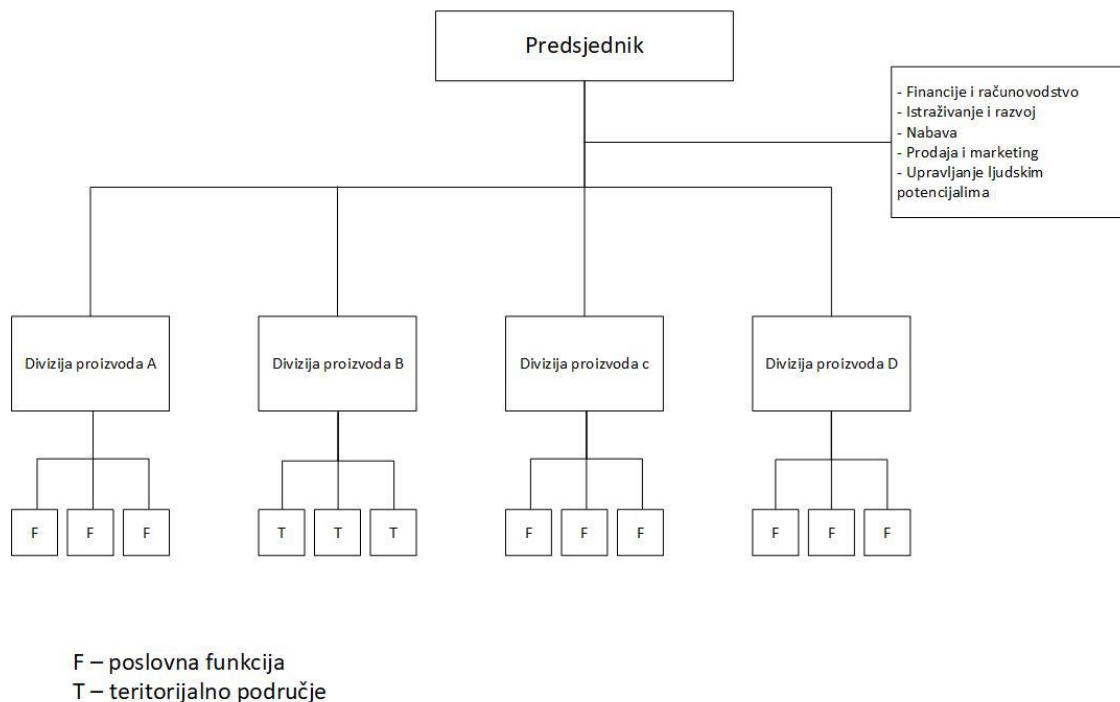 Predsjednik
- Financije i računovodstvo
- Istraživanje i razvoj
- Nabava
- Prodaja i marketing
- Upravljanje ljudskim
potencijalima
Divizija proizvoda A
Divizija proizvoda B
Divizija proizvoda c
Divizija proizvoda D
F F F
T T T
F F F
F F F
F – poslovna funkcija
T – teritorijalno područje